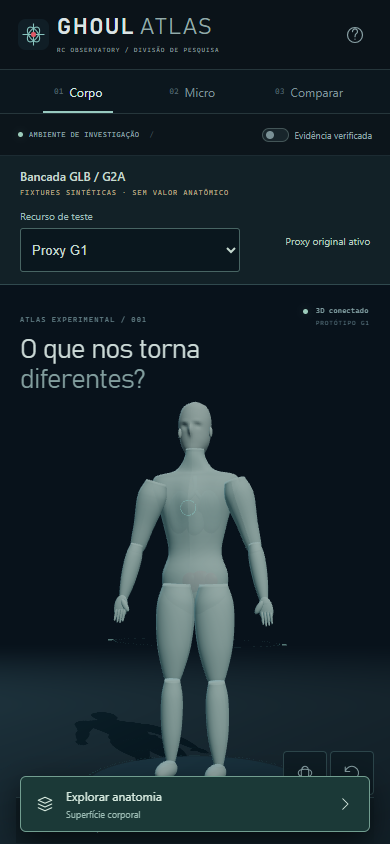 GHOUL ATLAS
RC OBSERVATORY / DIVISÃO DE PESQUISA
01 Corpo
02 Micro
03 Comparar
AMBIENTE DE INVESTIGAÇÃO /
Evidência verificada
Bancada GLB / G2A
FIXTURES SINTÉTICAS · SEM VALOR ANATÔMICO
Recurso de teste
Proxy G1
Proxy original ativo
ATLAS EXPERIMENTAL / 001
3D conectado
PROTÓTIPO G1
O que nos torna
diferentes?
Explorar anatomia
Superfície corporal